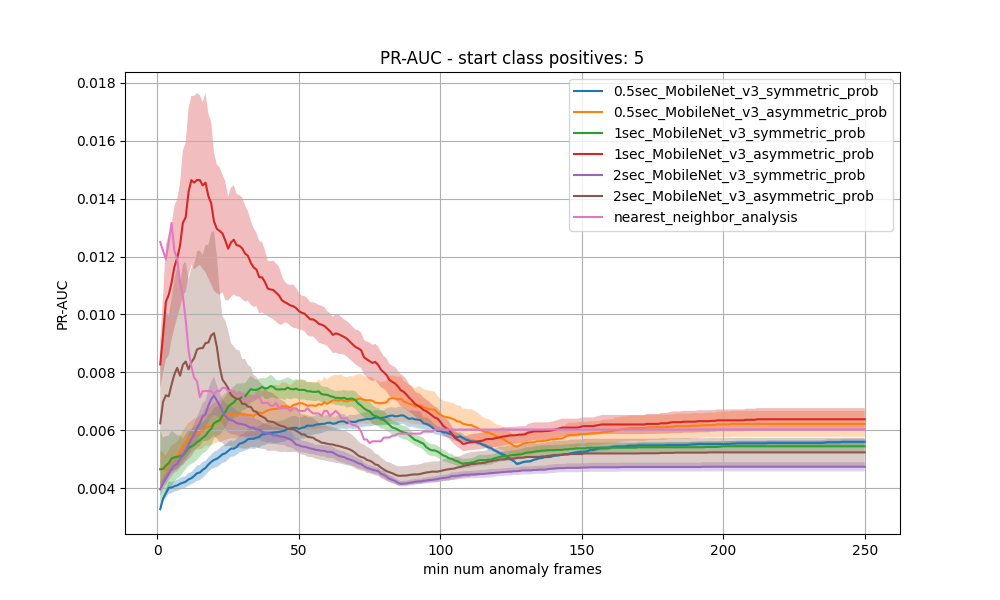 PR-AUC - start class positives: 5
0.018
0.016
0.014
0.012
0.010
0.008
0.006
0.004
PR-AUC
0.5sec_MobileNet_v3_symmetric_prob
0.5sec_MobileNet_v3_asymmetric_prob
1sec_MobileNet_v3_symmetric_prob
1sec_MobileNet_v3_asymmetric_prob
2sec_MobileNet_v3_symmetric_prob
2sec_MobileNet_v3_asymmetric_prob
nearest_neighbor_analysis
0 50 100 150 200 250
min num anomaly frames